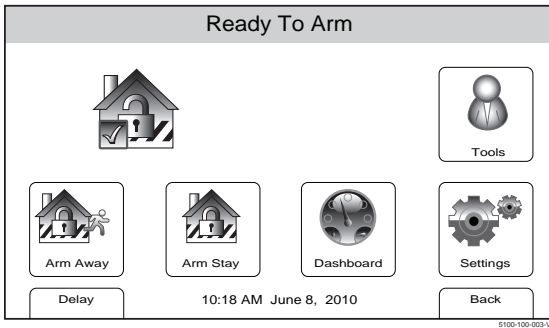 Ready To Arm
Tools
Arm Away
Arm Stay
Dashboard
Settings
Delay
10:18 AM June 8, 2010
Back
5100-100-003-V